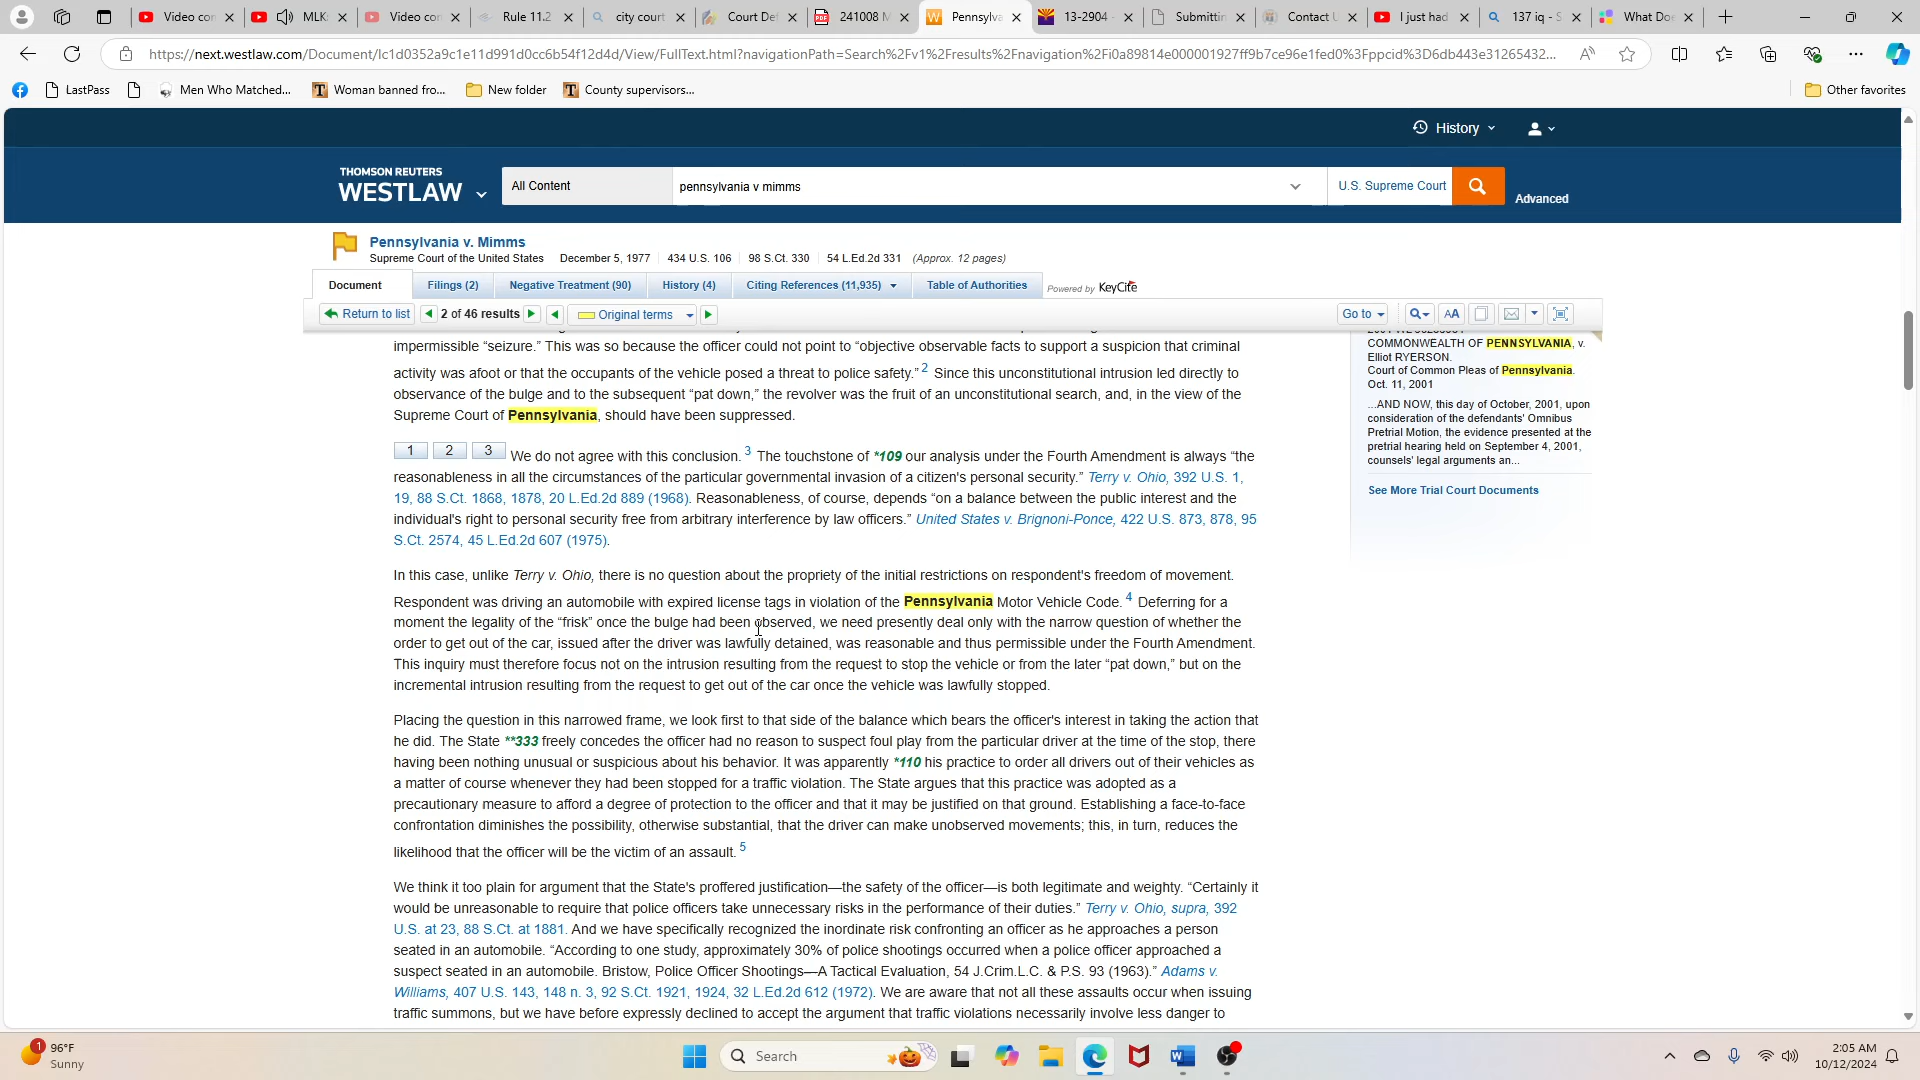 Video con
MLK:
Video con
Rule 11.2
city court
Court Def
241008 M
Pennsylva
13-2904 -
Submittin
Contact U
I just had
137 iq - S
What Doe
https://next.westlaw.com/Document/Ic1d0352a9c1e11d991d0cc6b54f12d4d/View/FullText.html?navigationPath=Search%2Fv1%2Fresults%2Fnavigation%2Fi0a89814e000001927ff9b7ce96e1fed0%3Fppcid%3D6db443e31265432...
LastPass
Men Who Matched...
Woman banned fro...
New folder
County supervisors...
Other favorites
History
THOMSON REUTERS
WESTLAW
All Content
pennsylvania v mimms
U.S. Supreme Court
Advanced
Pennsylvania v. Mimms
Supreme Court of the United States December 5, 1977 434 U.S. 106 98 S.Ct. 330 54 L.Ed.2d 331 (Approx. 12 pages)
Document
Filings (2)
Negative Treatment (90)
History (4)
Citing References (11,935)
Table of Authorities
Powered by KeyCite
Return to list
2 of 46 results
Original terms
Go to
AA
impermissible “seizure.” This was so because the officer could not point to “objective observable facts to support a suspicion that criminal
activity was afoot or that the occupants of the vehicle posed a threat to police safety.” 2 Since this unconstitutional intrusion led directly to
observance of the bulge and to the subsequent “pat down,” the revolver was the fruit of an unconstitutional search, and, in the view of the
Supreme Court of Pennsylvania, should have been suppressed.
1 2 3 We do not agree with this conclusion. 3 The touchstone of *109 our analysis under the Fourth Amendment is always “the
reasonableness in all the circumstances of the particular governmental invasion of a citizen's personal security.” Terry v. Ohio, 392 U.S. 1,
19, 88 S.Ct. 1868, 1878, 20 L.Ed.2d 889 (1968). Reasonableness, of course, depends “on a balance between the public interest and the
individual's right to personal security free from arbitrary interference by law officers.” United States v. Brignoni-Ponce, 422 U.S. 873, 878, 95
S.Ct. 2574, 45 L.Ed.2d 607 (1975).
In this case, unlike Terry v. Ohio, there is no question about the propriety of the initial restrictions on respondent's freedom of movement.
Respondent was driving an automobile with expired license tags in violation of the Pennsylvania Motor Vehicle Code. 4 Deferring for a
moment the legality of the “frisk” once the bulge had been observed, we need presently deal only with the narrow question of whether the
order to get out of the car, issued after the driver was lawfully detained, was reasonable and thus permissible under the Fourth Amendment.
This inquiry must therefore focus not on the intrusion resulting from the request to stop the vehicle or from the later “pat down,” but on the
incremental intrusion resulting from the request to get out of the car once the vehicle was lawfully stopped.
Placing the question in this narrowed frame, we look first to that side of the balance which bears the officer's interest in taking the action that
he did. The State **333 freely concedes the officer had no reason to suspect foul play from the particular driver at the time of the stop, there
having been nothing unusual or suspicious about his behavior. It was apparently *110 his practice to order all drivers out of their vehicles as
a matter of course whenever they had been stopped for a traffic violation. The State argues that this practice was adopted as a
precautionary measure to afford a degree of protection to the officer and that it may be justified on that ground. Establishing a face-to-face
confrontation diminishes the possibility, otherwise substantial, that the driver can make unobserved movements; this, in turn, reduces the
likelihood that the officer will be the victim of an assault. 5
We think it too plain for argument that the State's proffered justification—the safety of the officer—is both legitimate and weighty. “Certainly it
would be unreasonable to require that police officers take unnecessary risks in the performance of their duties.” Terry v. Ohio, supra, 392
U.S. at 23, 88 S.Ct. at 1881. And we have specifically recognized the inordinate risk confronting an officer as he approaches a person
seated in an automobile. “According to one study, approximately 30% of police shootings occurred when a police officer approached a
suspect seated in an automobile. Bristow, Police Officer Shootings—A Tactical Evaluation, 54 J.Crim.L.C. & P.S. 93 (1963).” Adams v.
Williams, 407 U.S. 143, 148 n. 3, 92 S.Ct. 1921, 1924, 32 L.Ed.2d 612 (1972). We are aware that not all these assaults occur when issuing
traffic summons, but we have before expressly declined to accept the argument that traffic violations necessarily involve less danger to
COMMONWEALTH OF PENNSYLVANIA, v.
Elliot RYERSON.
Court of Common Pleas of Pennsylvania.
Oct. 11, 2001
...AND NOW, this day of October, 2001, upon
consideration of the defendants' Omnibus
Pretrial Motion, the evidence presented at the
pretrial hearing held on September 4, 2001,
counsels' legal arguments an...
See More Trial Court Documents
1
96°F
Sunny
Search
2:05 AM
10/12/2024